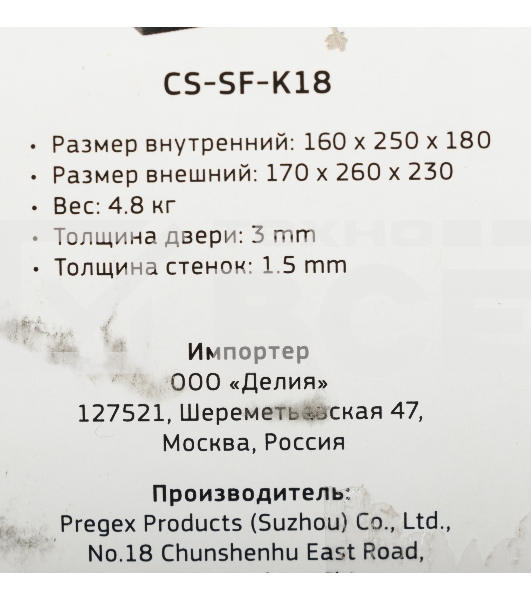 CS-SF-K18
• Размер внутренний: 160 x 250 x 180
• Размер внешний: 170 x 260 x 230
• Вес: 4.8 кг
• Толщина двери: 3 mm
• Толщина стенок: 1.5 mm
Импортер
ООО «Делия»
127521, Шереметьевская 47,
Москва, Россия
Производитель:
Pregex Products (Suzhou) Co., Ltd.,
No.18 Chunshenhu East Road,